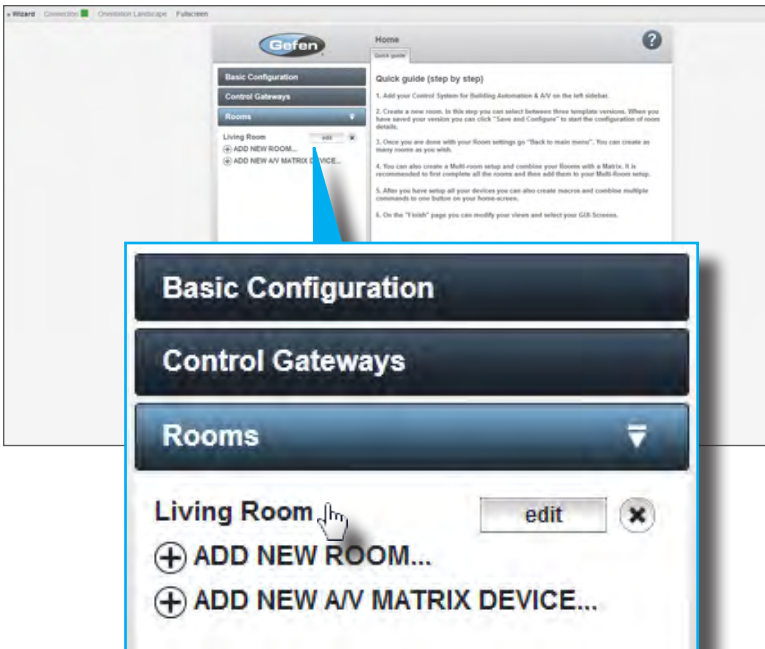 » Wizard Connection Orientation Landscape Fullscreen
Gefen
Home
?
Quick guide
Basic Configuration
Control Gateways
Rooms
Living Room edit
ADD NEW ROOM...
ADD NEW A/V MATRIX DEVICE...
Quick guide (step by step)
1. Add your Control System for Building Automation & A/V on the left sidebar.
2. Create a new room. In this step you can select between three template versions. When you
have saved your version you can click "Save and Configure" to start the configuration of room
details.
3. Once you are done with your Room settings go "Back to main menu". You can create as
many rooms as you wish.
4. You can also create a Multi-room setup and combine your Rooms with a Matrix. It is
recommended to first complete all the rooms and then add them to your Multi-Room setup.
5. After you have setup all your devices you can also create macros and combine multiple
commands to one button on your home-screen.
6. On the "Finish" page you can modify your views and select your GUI-Screens.
Basic Configuration
Control Gateways
Rooms
Living Room edit
ADD NEW ROOM...
ADD NEW A/V MATRIX DEVICE...